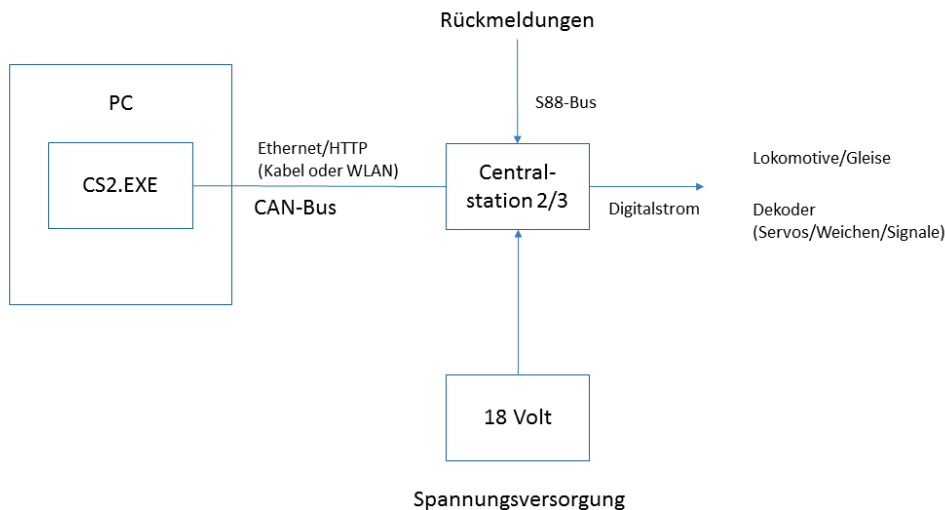 Rückmeldungen
S88-Bus
PC
CS2.EXE
Ethernet/HTTP
(Kabel oder WLAN)
CAN-Bus
Central-
station 2/3
Digitalstrom
Lokomotive/Gleise
Dekoder
(Servos/Weichen/Signale)
18 Volt
Spannungsversorgung